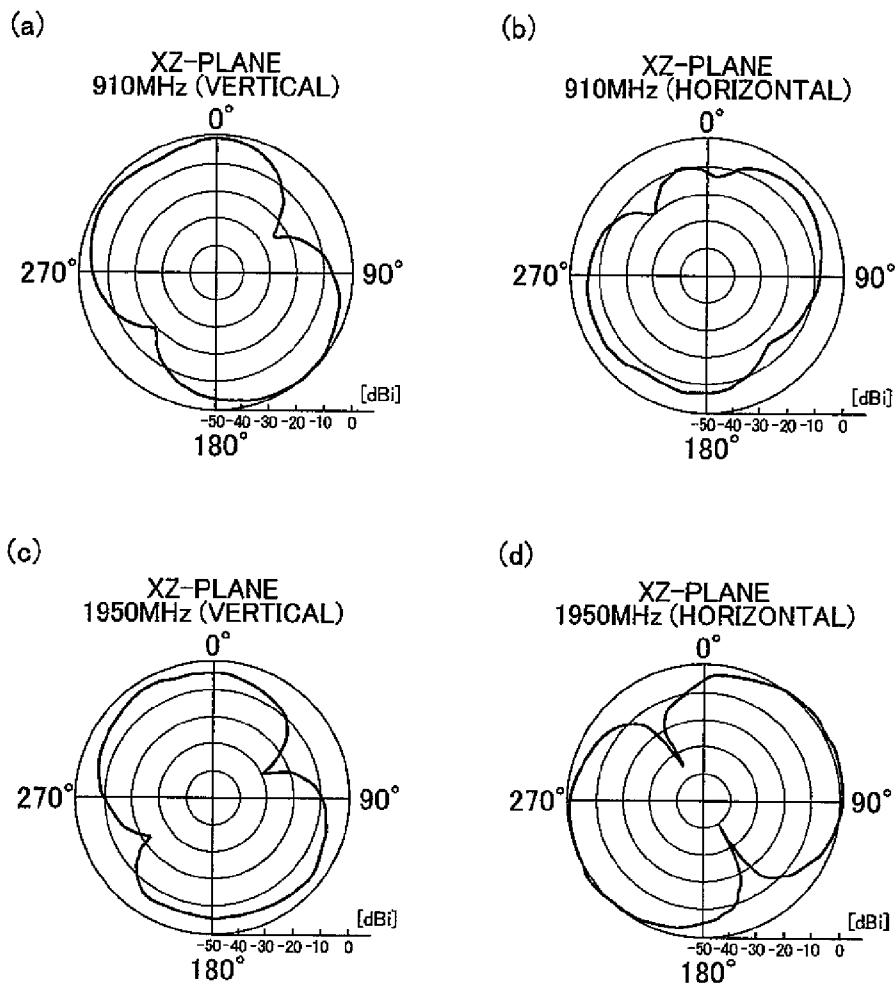 (a)
XZ-PLANE
910MHz (VERTICAL)
0°
270°
90°
[dBi]
-50 -40 -30 -20 -10 0
180°
(b)
XZ-PLANE
910MHz (HORIZONTAL)
0°
270°
90°
[dBi]
-50 -40 -30 -20 -10 0
180°
(c)
XZ-PLANE
1950MHz (VERTICAL)
0°
270°
90°
[dBi]
-50 -40 -30 -20 -10 0
180°
(d)
XZ-PLANE
1950MHz (HORIZONTAL)
0°
270°
90°
[dBi]
-50 -40 -30 -20 -10 0
180°